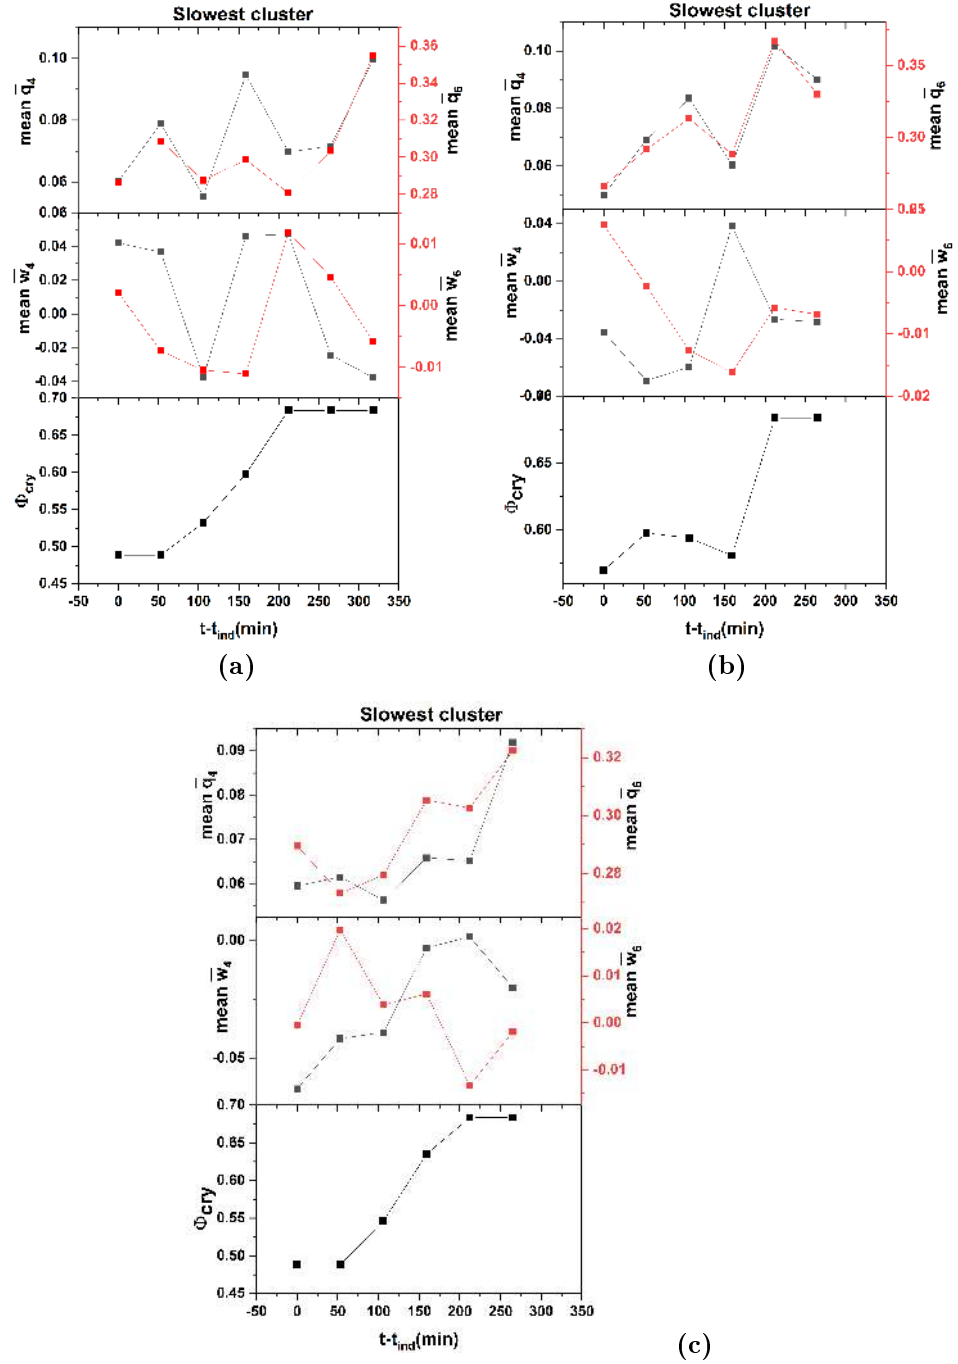 Slowest cluster
0.10
0.08
0.06
0.06
mean q̅4
0.36
0.34
0.32
0.30
0.28
mean q̅6
0.04
0.02
0.00
-0.02
-0.04
mean w̅4
0.01
0.00
-0.01
mean w̅6
0.70
0.65
0.60
0.55
0.50
0.45
Φcry
-50 0 50 100 150 200 250 300 350
t-tind(min)
(a)
Slowest cluster
0.10
0.08
0.06
mean q̅4
0.35
0.30
mean q̅6
0.04
0.00
-0.04
mean w̅4
0.00
-0.01
-0.02
mean w̅6
0.65
0.60
Φcry
-50 0 50 100 150 200 250 300 350
t-tind(min)
(b)
Slowest cluster
0.09
0.08
0.07
0.06
mean q̅4
0.32
0.30
0.28
mean q̅6
0.00
-0.05
mean w̅4
0.02
0.01
0.00
-0.01
mean w̅6
0.70
0.65
0.60
0.55
0.50
0.45
Φcry
-50 0 50 100 150 200 250 300 350
t-tind(min)
(c)